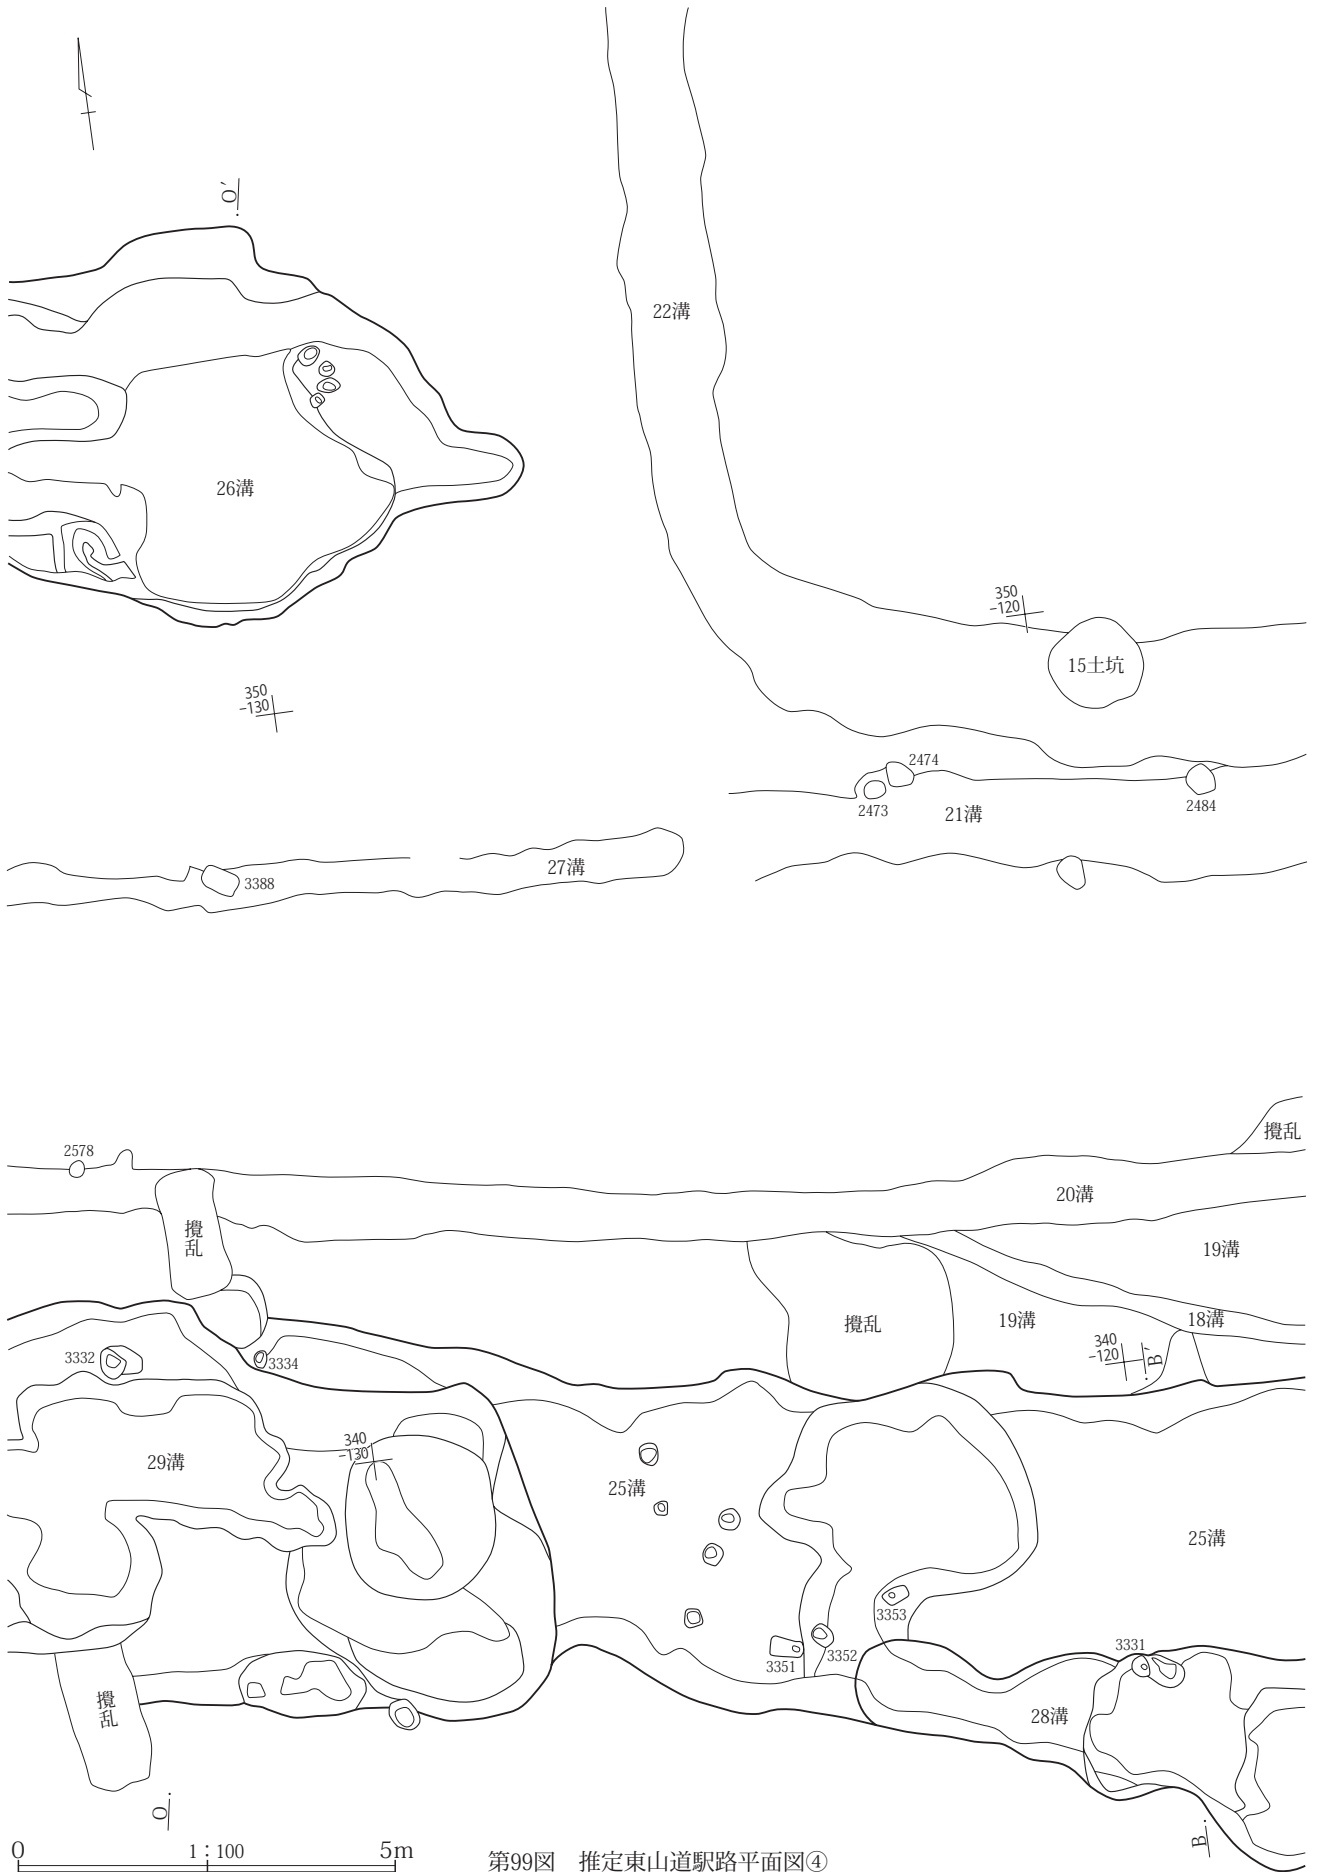 O′
22溝
26溝
350
−120
15土坑
350
−130
2474
2473
21溝
2484
27溝
3388
2578
攪乱
20溝
攪乱
19溝
攪乱
19溝
18溝
340
−120
B′
3332
3334
340
−130
29溝
25溝
25溝
3353
3351
3352
3331
28溝
攪乱
O
B
0
1：100
5m
第99図　推定東山道駅路平面図④